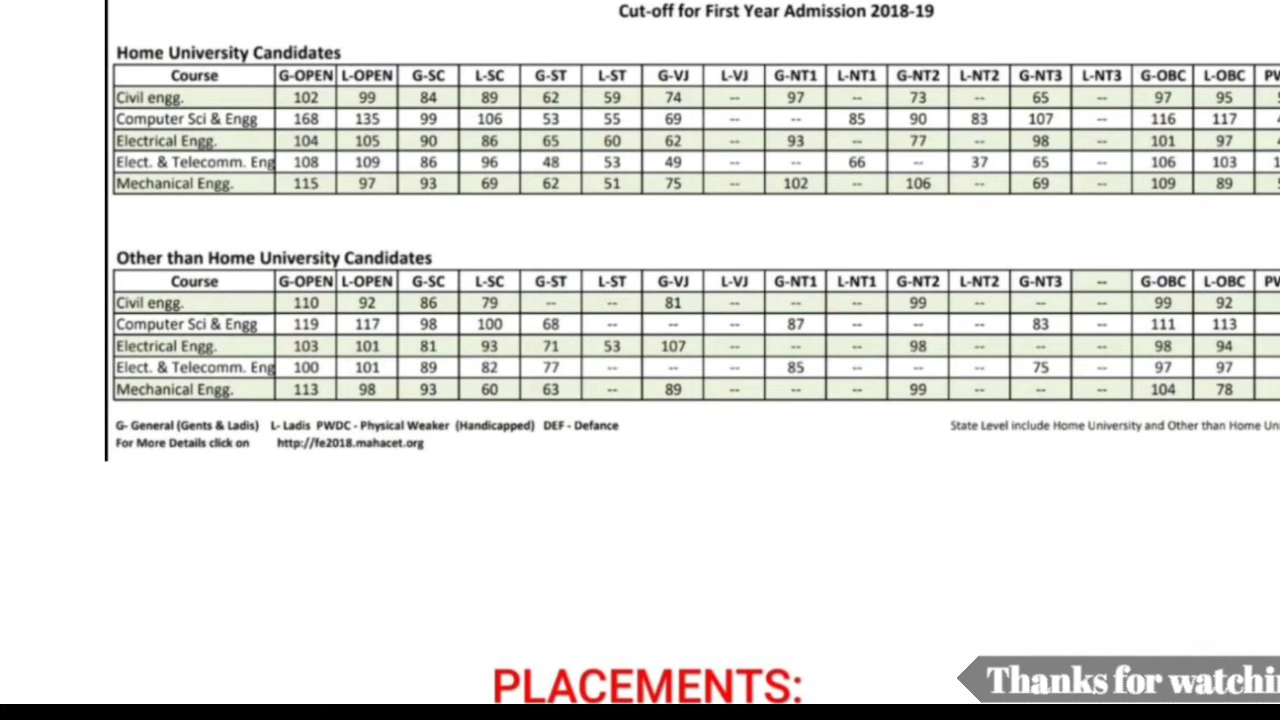 Cut-off for First Year Admission 2018-19
Home University Candidates
Course G-OPEN L-OPEN G-SC L-SC G-ST L-ST G-VJ L-VJ G-NT1 L-NT1 G-NT2 L-NT2 G-NT3 L-NT3 G-OBC L-OBC
Civil engg. 102 99 84 89 62 59 74 -- 97 -- 73 -- 65 -- 97 95
Computer Sci & Engg 168 135 99 106 53 55 69 -- -- 85 90 83 107 -- 116 117
Electrical Engg. 104 105 90 86 65 60 62 -- 93 -- 77 -- 98 -- 101 97
Elect. & Telecomm. Eng 108 109 86 96 48 53 49 -- -- 66 -- 37 65 -- 106 103
Mechanical Engg. 115 97 93 69 62 51 75 -- 102 -- 106 -- 69 -- 109 89
Other than Home University Candidates
Course G-OPEN L-OPEN G-SC L-SC G-ST L-ST G-VJ L-VJ G-NT1 L-NT1 G-NT2 L-NT2 G-NT3 -- G-OBC L-OBC
Civil engg. 110 92 86 79 -- -- 81 -- -- -- 99 -- -- -- 99 92
Computer Sci & Engg 119 117 98 100 68 -- -- -- 87 -- -- -- 83 -- 111 113
Electrical Engg. 103 101 81 93 71 53 107 -- -- -- 98 -- -- -- 98 94
Elect. & Telecomm. Eng 100 101 89 82 77 -- -- -- 85 -- -- -- 75 -- 97 97
Mechanical Engg. 113 98 93 60 63 -- 89 -- -- -- 99 -- -- -- 104 78
G- General (Gents & Ladis) L- Ladis PWDC - Physical Weaker (Handicapped) DEF - Defance
State Level include Home University and Other than Home
For More Details click on http://fe2018.mahacet.org
PLACEMENTS:
Thanks for